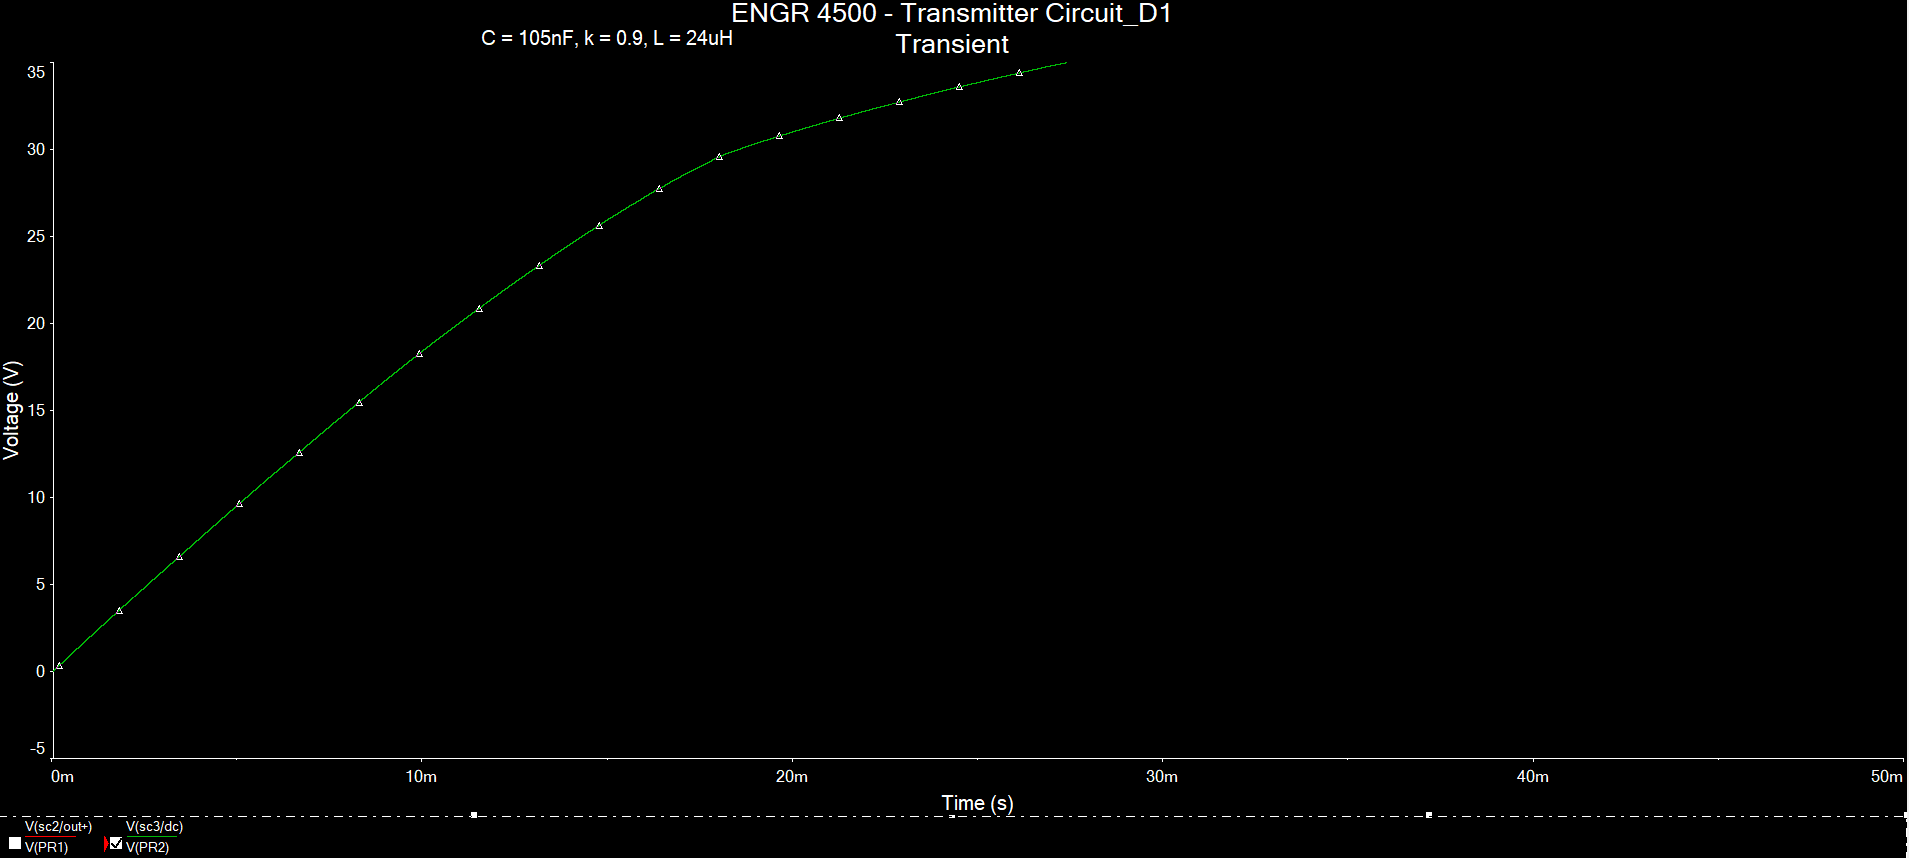 ENGR 4500 - Transmitter Circuit_D1
C = 105nF, k = 0.9, L = 24uH
Transient
35
30
25
20
15
10
5
0
-5
Voltage (V)
0m 10m 20m 30m 40m 50m
Time (s)
V(sc2/out+) V(sc3/dc)
V(PR1) V(PR2)